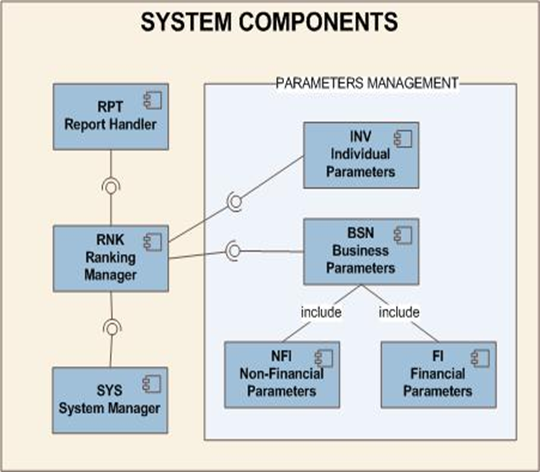 SYSTEM COMPONENTS
PARAMETERS MANAGEMENT
RPT
Report Handler
INV
Individual
Parameters
RNK
Ranking
Manager
BSN
Business
Parameters
include
include
NFI
Non-Financial
Parameters
FI
Financial
Parameters
SYS
System Manager